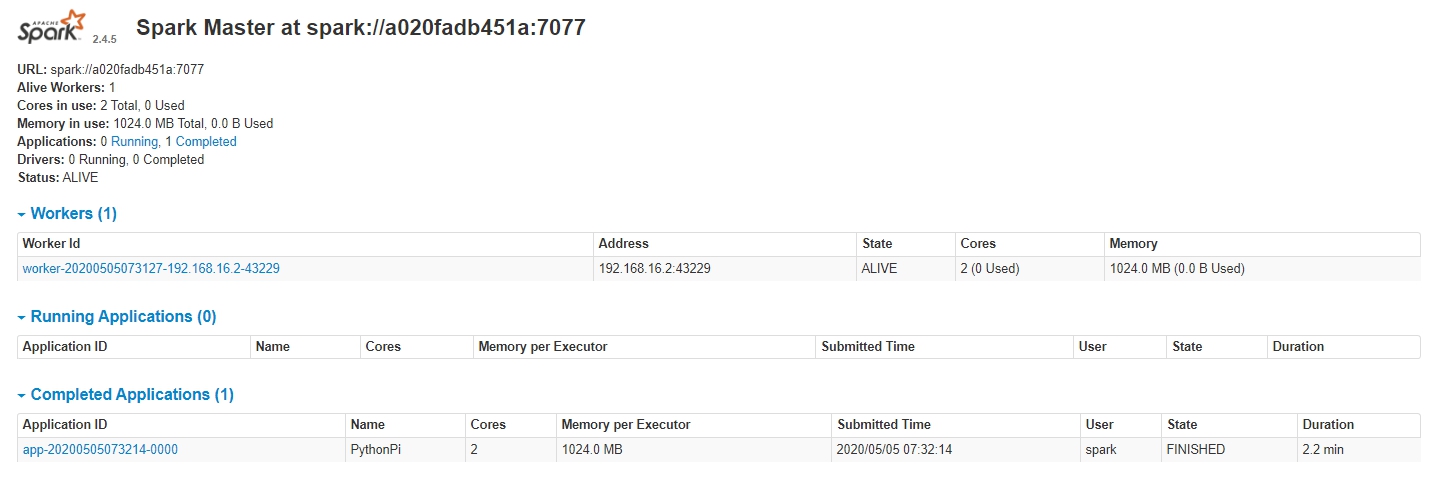 APACHE
Spark 2.4.5 Spark Master at spark://a020fadb451a:7077
URL: spark://a020fadb451a:7077
Alive Workers: 1
Cores in use: 2 Total, 0 Used
Memory in use: 1024.0 MB Total, 0.0 B Used
Applications: 0 Running, 1 Completed
Drivers: 0 Running, 0 Completed
Status: ALIVE
Workers (1)
Worker Id Address State Cores Memory
worker-20200505073127-192.168.16.2-43229 192.168.16.2:43229 ALIVE 2 (0 Used) 1024.0 MB (0.0 B Used)
Running Applications (0)
Application ID Name Cores Memory per Executor Submitted Time User State Duration
Completed Applications (1)
Application ID Name Cores Memory per Executor Submitted Time User State Duration
app-20200505073214-0000 PythonPi 2 1024.0 MB 2020/05/05 07:32:14 spark FINISHED 2.2 min